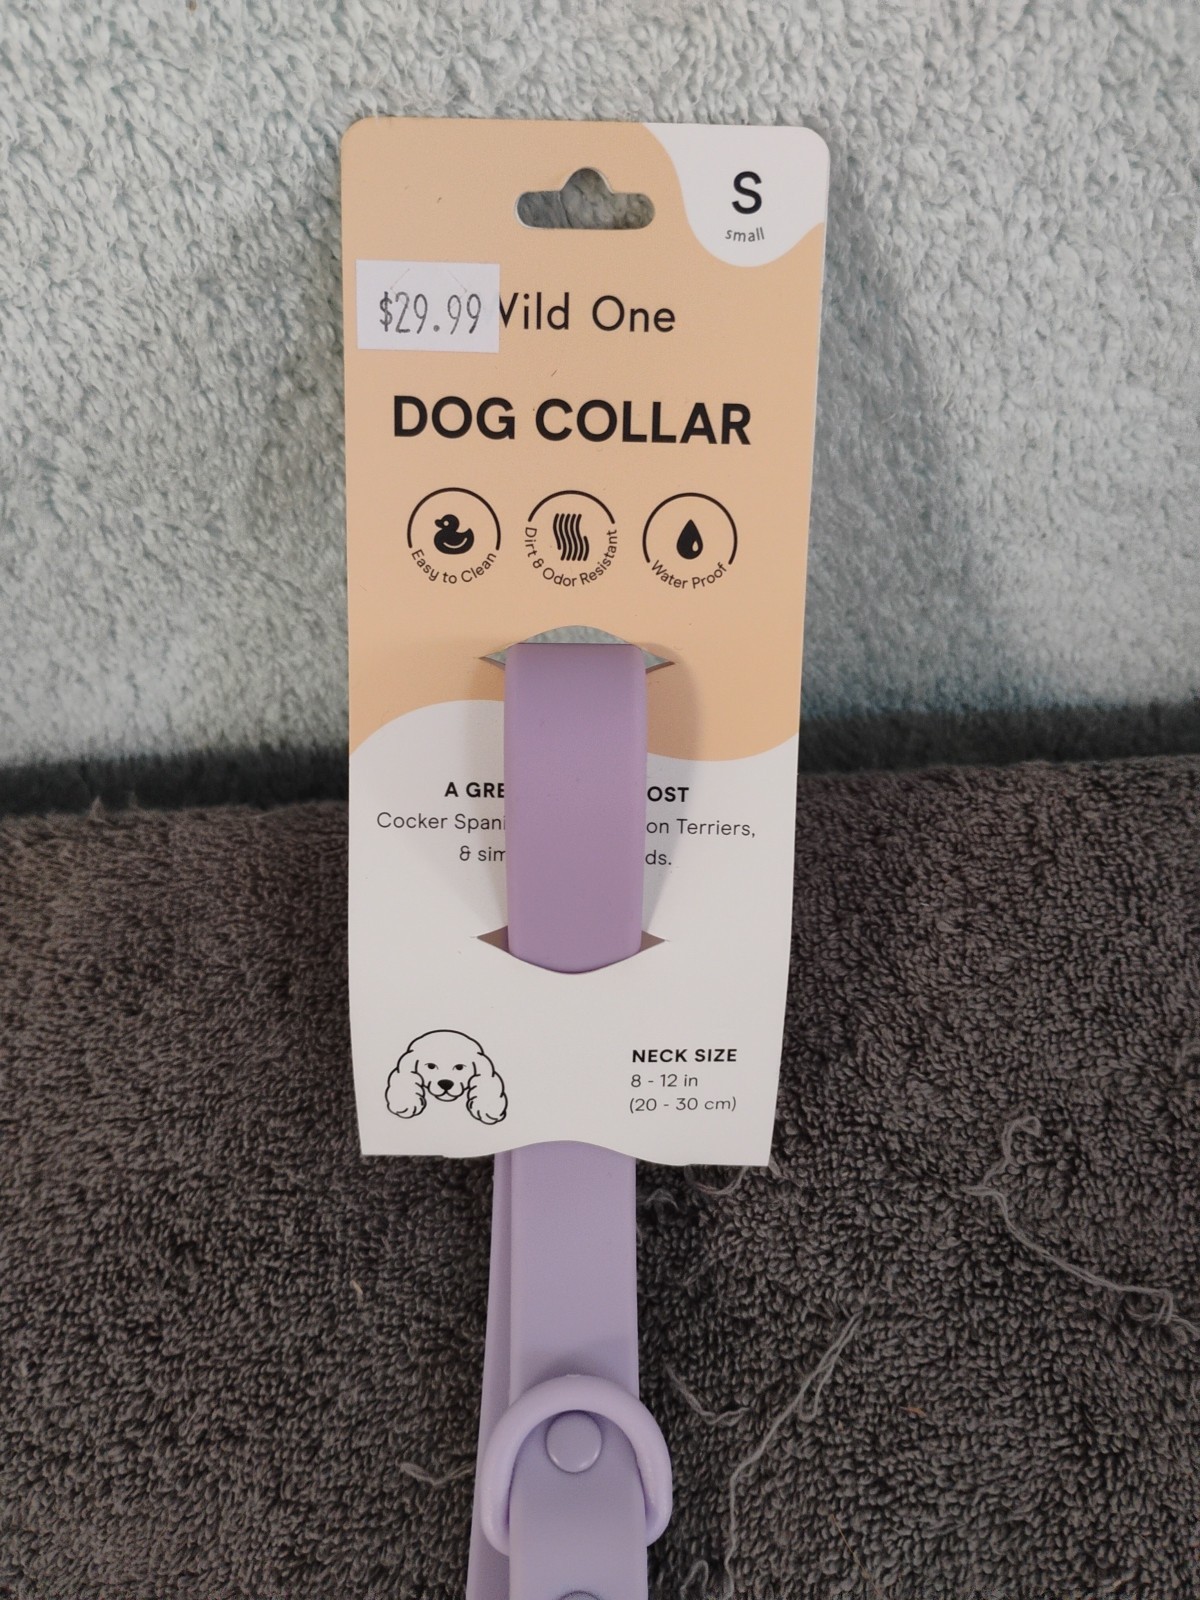 S
small
$29.99
Wild One
DOG COLLAR
Easy to Clean
Dirt & Odor Resistant
Water Proof
A GRE OST
Cocker Spani on Terriers,
& sim ds.
NECK SIZE
8 - 12 in
(20 - 30 cm)